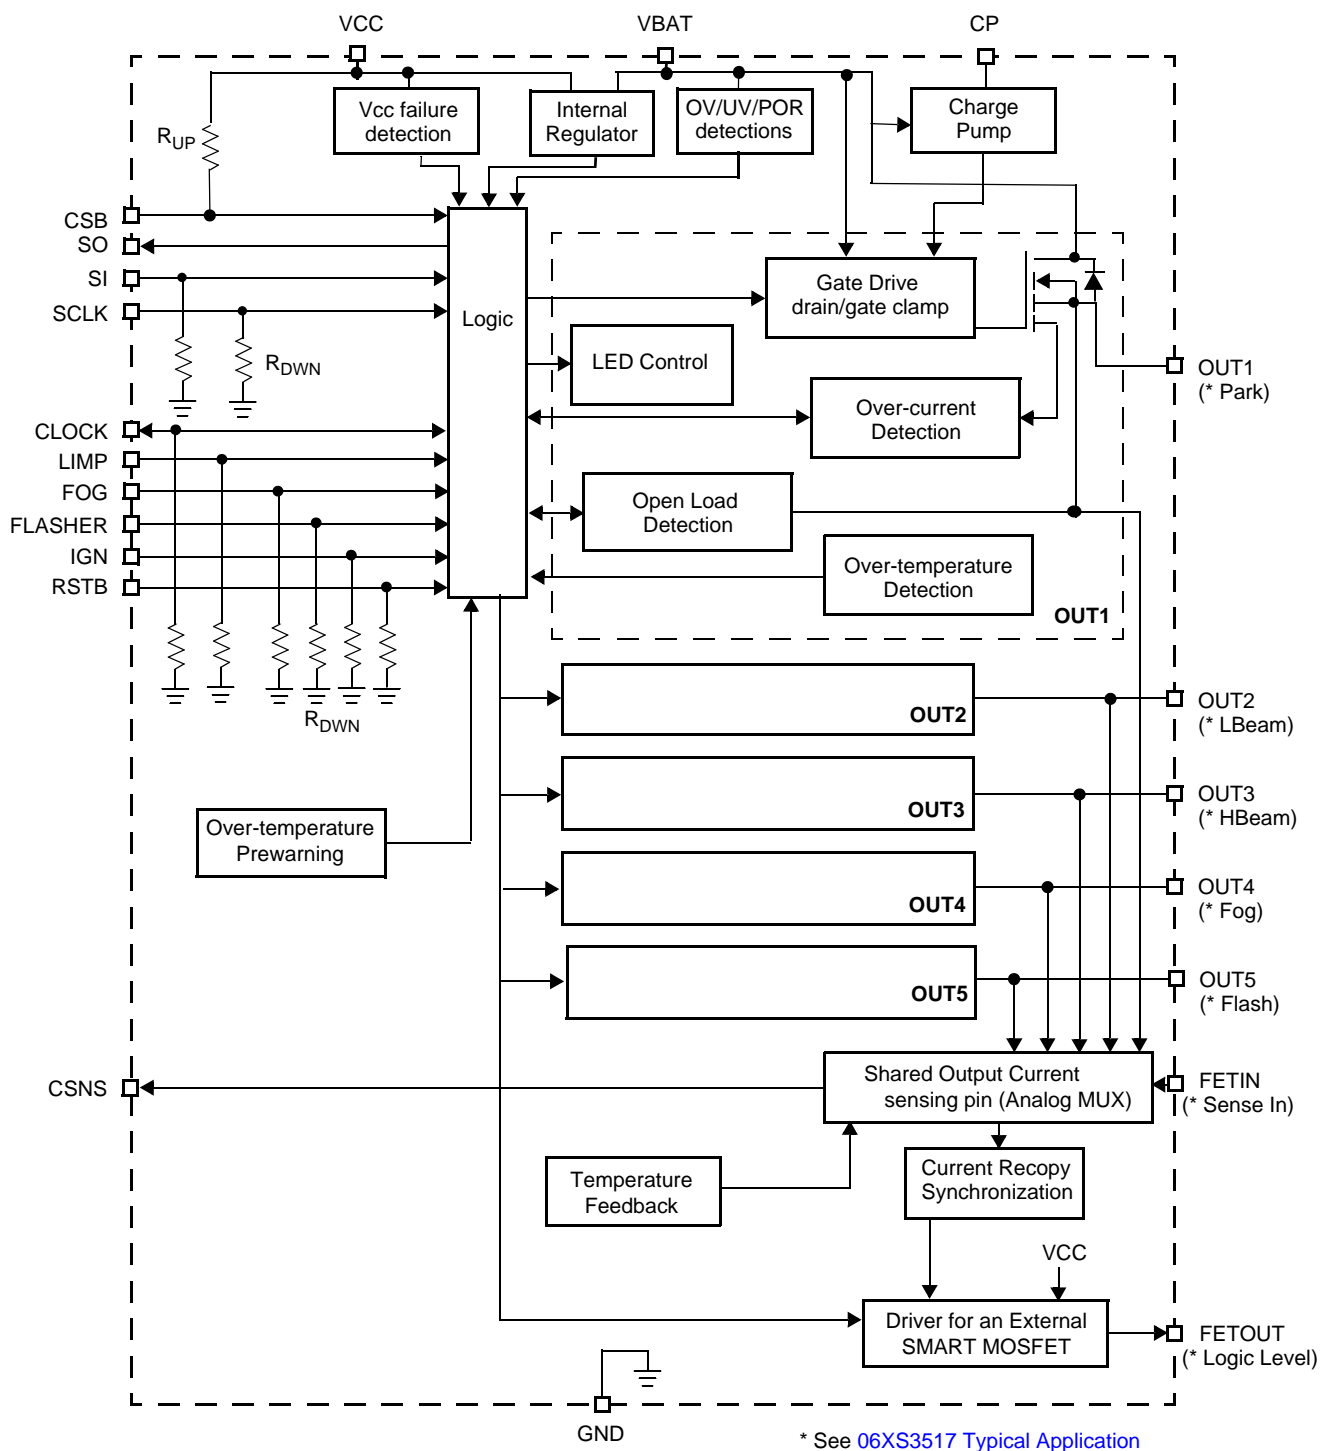 VCC
VBAT
CP
Vcc failure
detection
Internal
Regulator
OV/UV/POR
detections
Charge
Pump
RUP
CSB
SO
SI
SCLK
RDWN
CLOCK
LIMP
FOG
FLASHER
IGN
RSTB
RDWN
Logic
Gate Drive
drain/gate clamp
LED Control
Over-current
Detection
Open Load
Detection
Over-temperature
Detection
OUT1
OUT1
(* Park)
OUT2
OUT2
(* LBeam)
OUT3
OUT3
(* HBeam)
Over-temperature
Prewarning
OUT4
OUT4
(* Fog)
OUT5
OUT5
(* Flash)
CSNS
Shared Output Current
sensing pin (Analog MUX)
FETIN
(* Sense In)
Temperature
Feedback
Current Recopy
Synchronization
VCC
Driver for an External
SMART MOSFET
FETOUT
(* Logic Level)
GND
* See 06XS3517 Typical Application